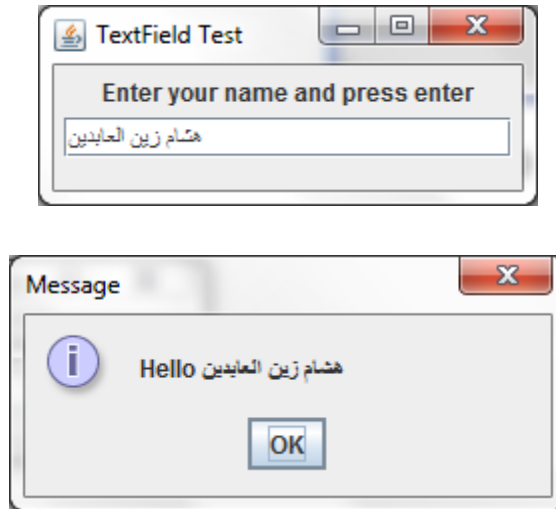 TextField Test
Enter your name and press enter
هشام زين العابدين
Message
Hello هشام زين العابدين
OK